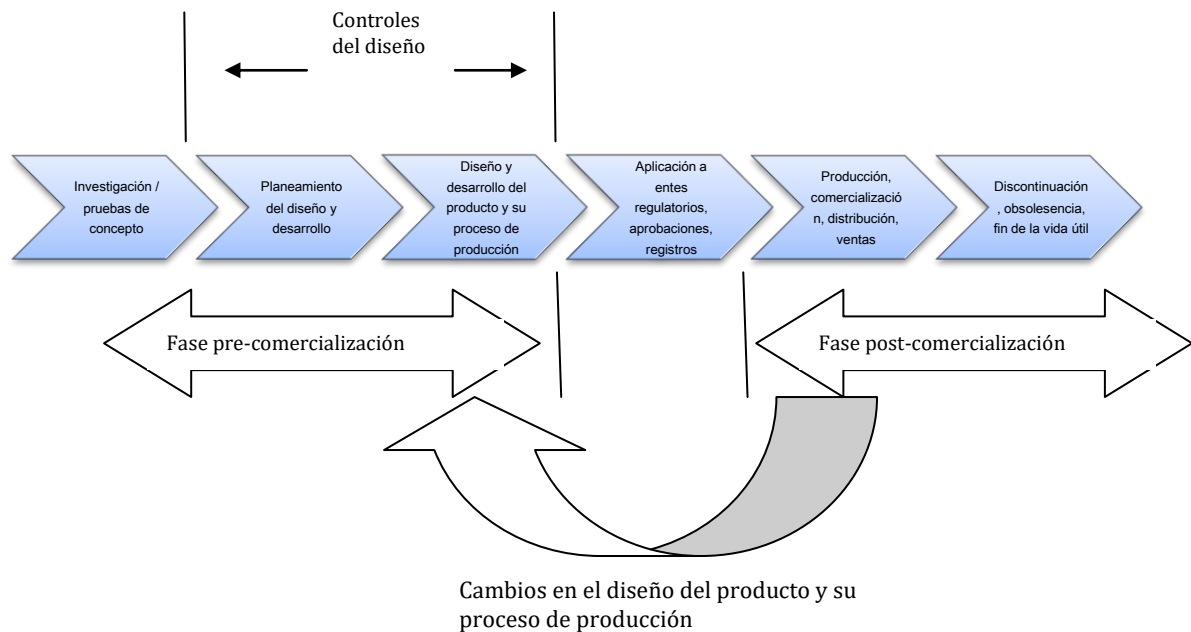 Controles
del diseño
Investigación /
pruebas de
concepto
Planeamiento
del diseño y
desarrollo
Diseño y
desarrollo del
producto y su
proceso de
producción
Aplicación a
entes
regulatorios,
aprobaciones,
registros
Producción,
comercializació
n, distribución,
ventas
Discontinuación
, obsolesencia,
fin de la vida útil
Fase pre-comercialización
Fase post-comercialización
Cambios en el diseño del producto y su
proceso de producción